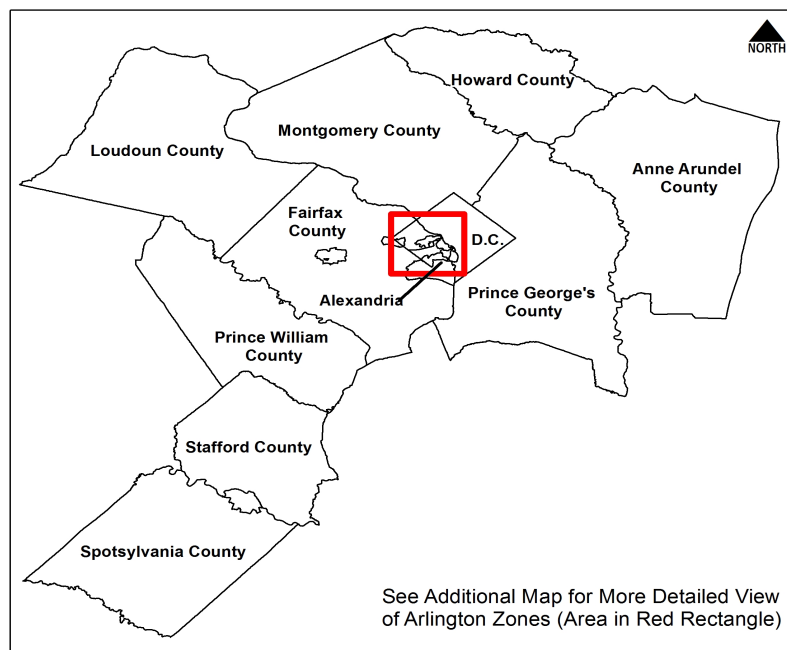 NORTH
Howard County
Montgomery County
Loudoun County
Anne Arundel
County
Fairfax
County
D.C.
Alexandria
Prince George's
County
Prince William
County
Stafford County
Spotsylvania County
See Additional Map for More Detailed View
of Arlington Zones (Area in Red Rectangle)